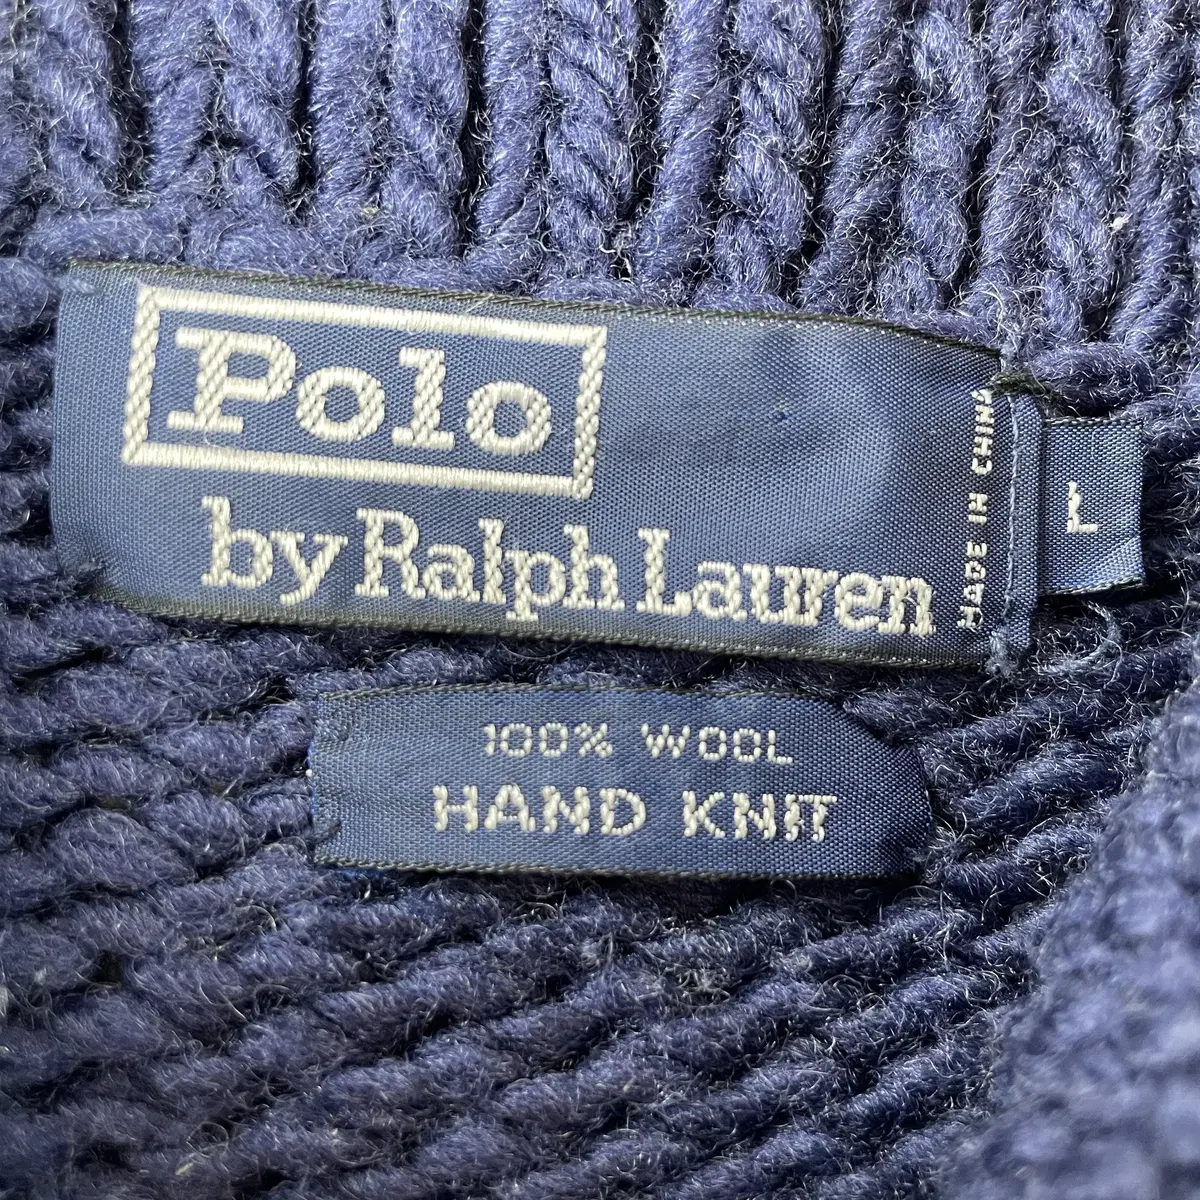 Polo
by Ralph Lauren
MADE IN CHINA
L
100% WOOL
HAND KNIT